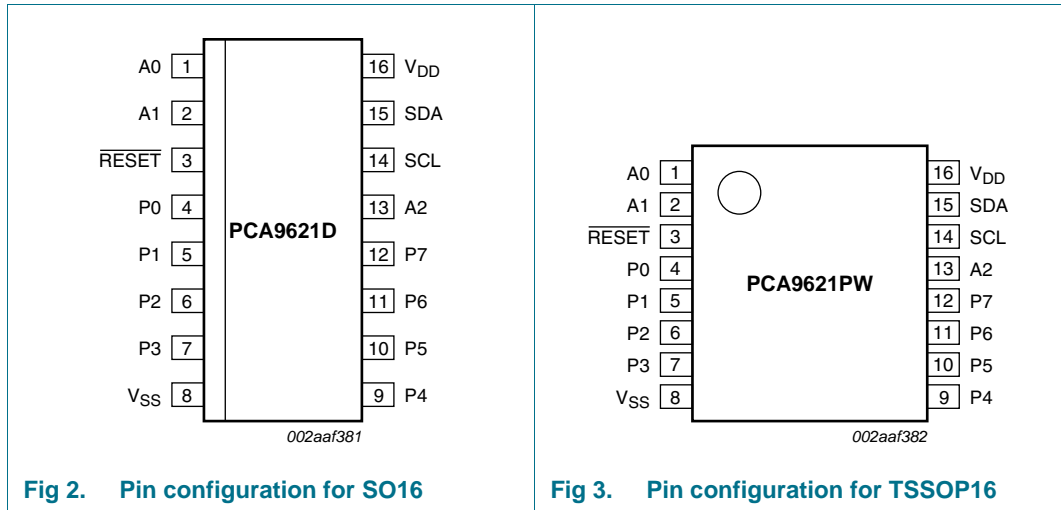 A0 1 16 VDD
A1 2 15 SDA
RESET 3 14 SCL
P0 4 13 A2
PCA9621D
P1 5 12 P7
P2 6 11 P6
P3 7 10 P5
VSS 8 9 P4
002aaf381
Fig 2. Pin configuration for SO16
A0 1 16 VDD
A1 2 15 SDA
RESET 3 14 SCL
P0 4 13 A2
PCA9621PW
P1 5 12 P7
P2 6 11 P6
P3 7 10 P5
VSS 8 9 P4
002aaf382
Fig 3. Pin configuration for TSSOP16